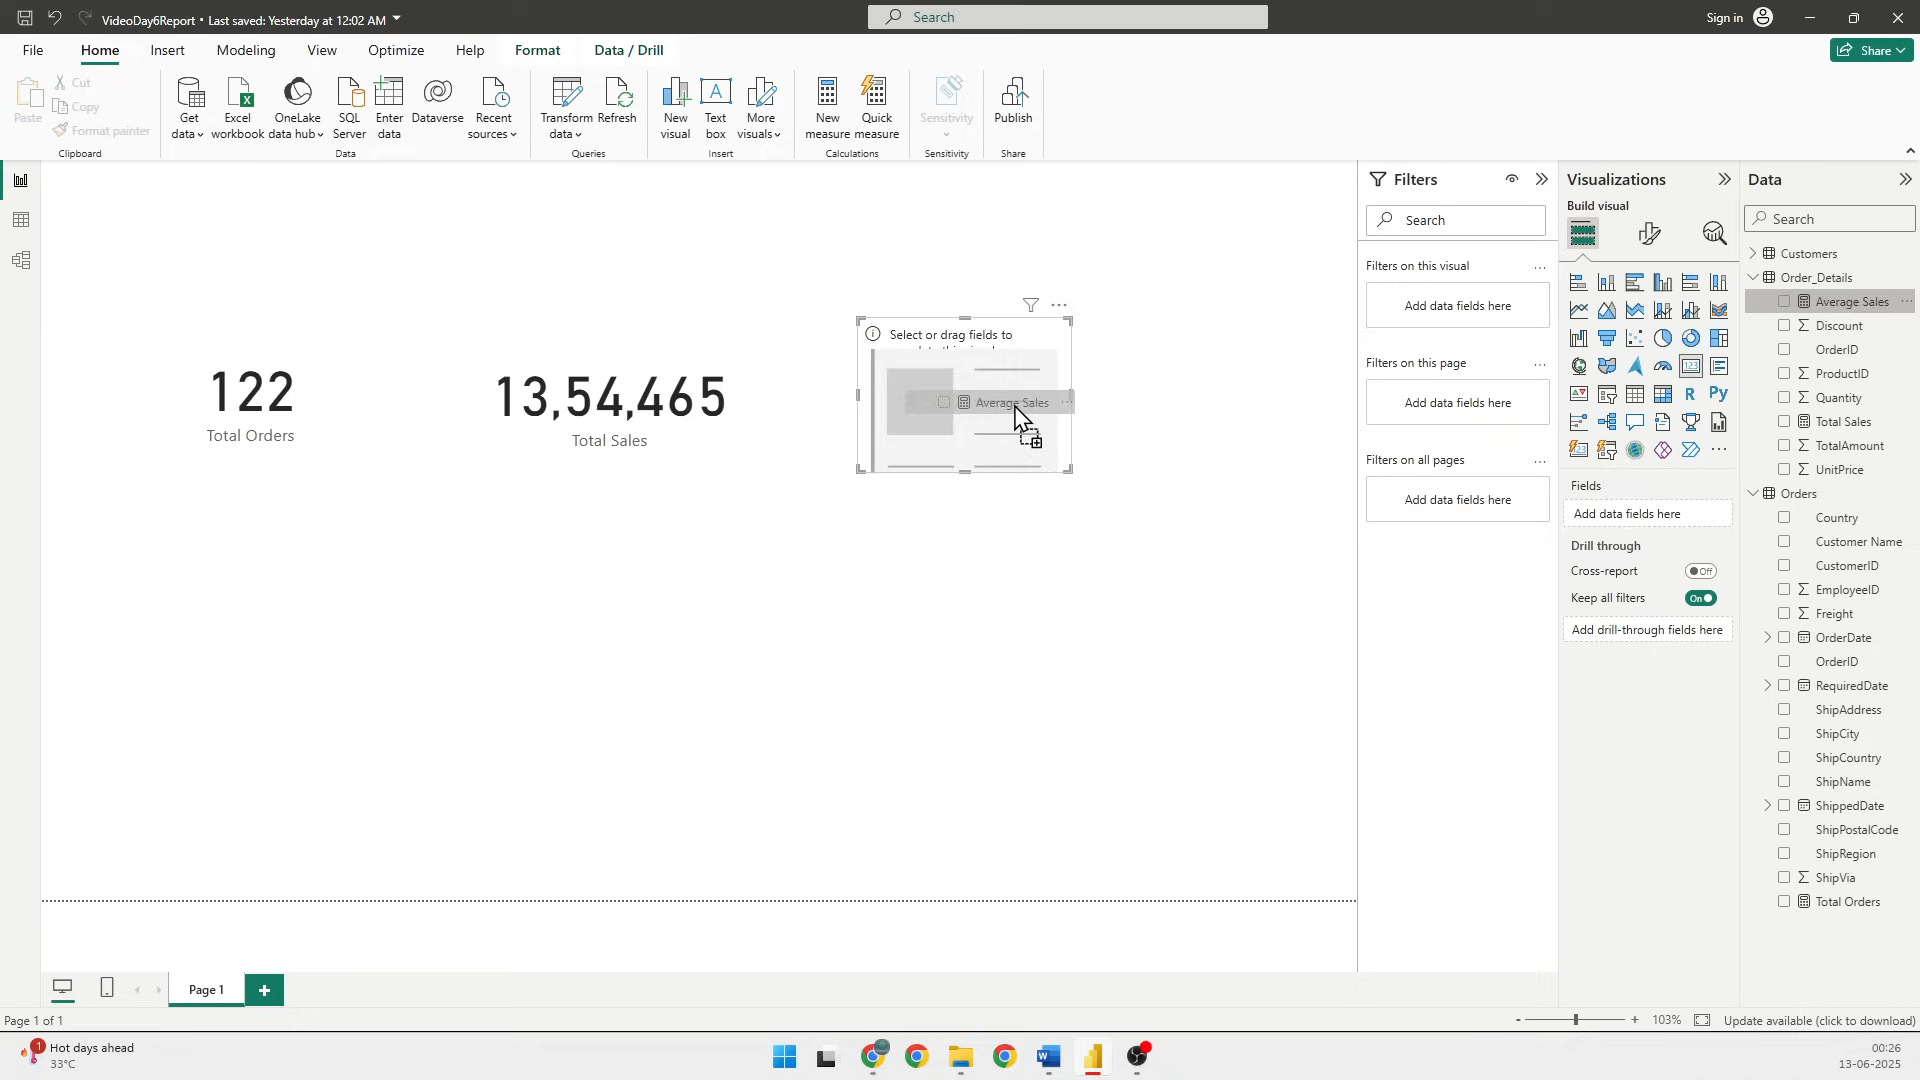 VideoDay6Report • Last saved: Yesterday at 12:02 AM
Search
Sign in
File
Home
Insert
Modeling
View
Optimize
Help
Format
Data / Drill
Share
Paste
Cut
Copy
Format painter
Clipboard
Get data
Excel workbook
OneLake data hub
SQL Server
Enter data
Dataverse
Recent sources
Data
Transform data
Refresh
Queries
New visual
Text box
More visuals
Insert
New measure
Quick measure
Calculations
Sensitivity
Sensitivity
Publish
Share
122
Total Orders
13,54,465
Total Sales
Select or drag fields to
Average Sales
Filters
Search
Filters on this visual
Add data fields here
Filters on this page
Add data fields here
Filters on all pages
Add data fields here
Visualizations
Build visual
R
Py
123
Fields
Add data fields here
Drill through
Cross-report
Off
Keep all filters
On
Add drill-through fields here
Data
Search
Customers
Order_Details
Average Sales
Discount
OrderID
ProductID
Quantity
Total Sales
TotalAmount
UnitPrice
Orders
Country
Customer Name
CustomerID
EmployeeID
Freight
OrderDate
OrderID
RequiredDate
ShipAddress
ShipCity
ShipCountry
ShipName
ShippedDate
ShipPostalCode
ShipRegion
ShipVia
Total Orders
Page 1
Page 1 of 1
103%
Update available (click to download)
1
Hot days ahead
33°C
00:26
13-06-2025